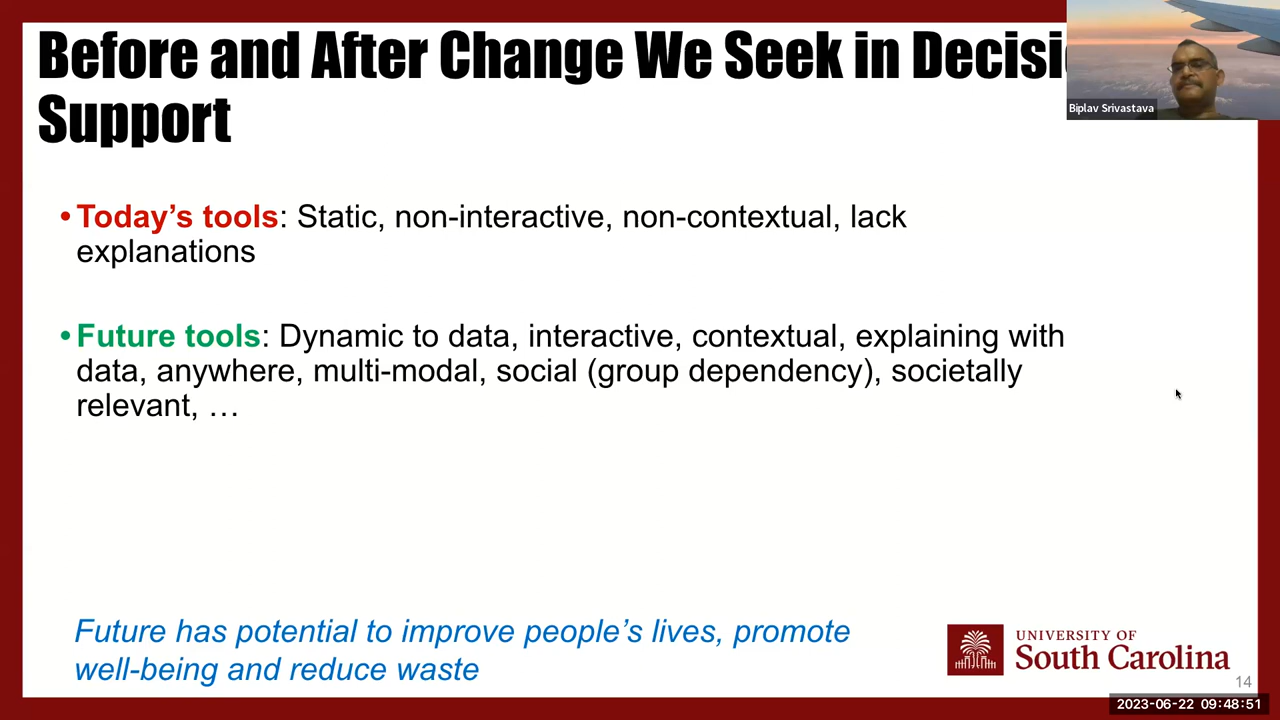 Before and After Change We Seek in Decisi
Support
Biplav Srivastava
• Today’s tools: Static, non-interactive, non-contextual, lack
explanations
• Future tools: Dynamic to data, interactive, contextual, explaining with
data, anywhere, multi-modal, social (group dependency), societally
relevant, …
Future has potential to improve people’s lives, promote
well-being and reduce waste
UNIVERSITY OF
South Carolina
14
2023-06-22 09:48:51